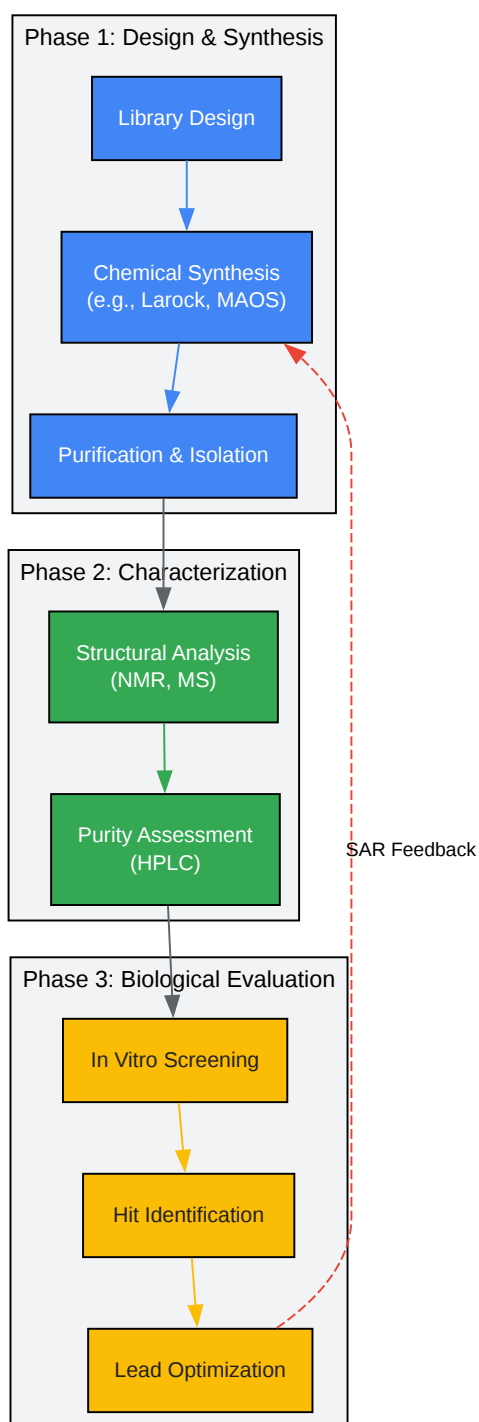 Phase 1: Design & Synthesis
Library Design
Chemical Synthesis
(e.g., Larock, MAOS)
Purification & Isolation
Phase 2: Characterization
Structural Analysis
(NMR, MS)
Purity Assessment
(HPLC)
SAR Feedback
Phase 3: Biological Evaluation
In Vitro Screening
Hit Identification
Lead Optimization